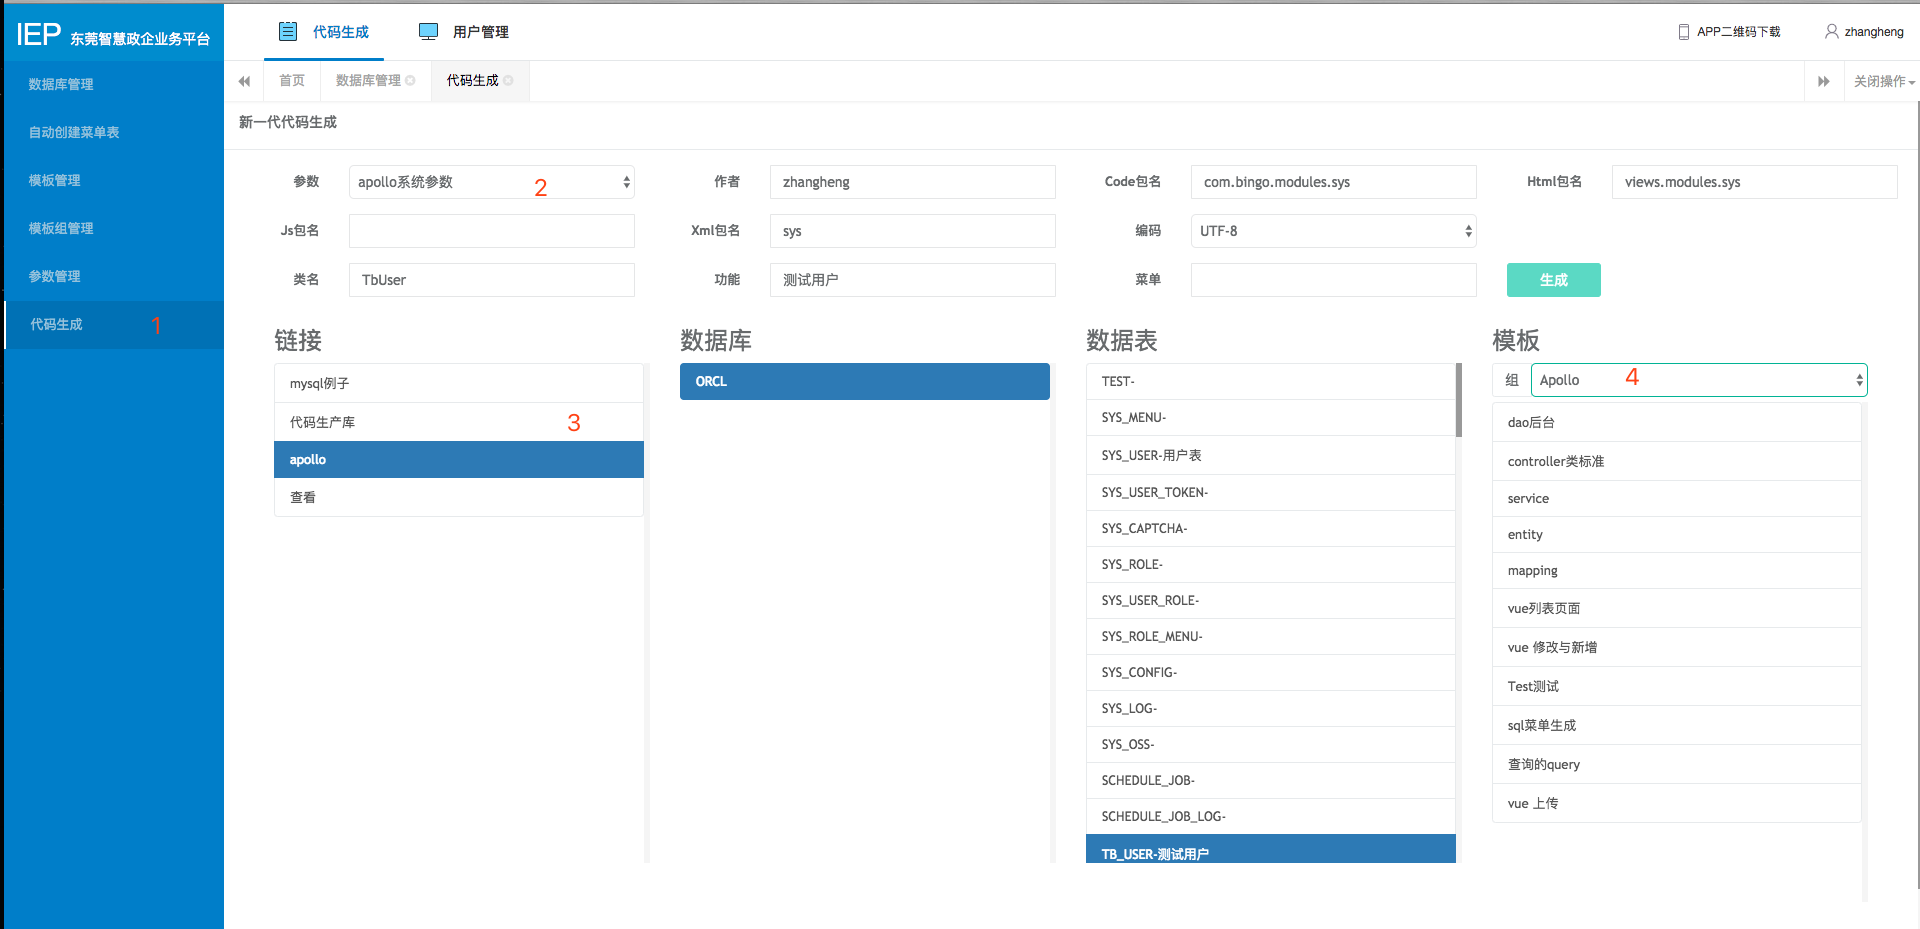 IEP 东莞智慧政企业务平台
代码生成
用户管理
APP二维码下载
zhangheng
首页
数据库管理
代码生成
关闭操作
数据库管理
自动创建菜单表
模板管理
模板组管理
参数管理
代码生成 1
新一代代码生成
参数 apollo系统参数 2
作者 zhangheng
Code包名 com.bingo.modules.sys
Html包名 views.modules.sys
Js包名
Xml包名 sys
编码 UTF-8
类名 TbUser
功能 测试用户
菜单
生成
链接
mysql例子
代码生产库 3
apollo
查看
数据库
ORCL
数据表
TEST-
SYS_MENU-
SYS_USER-用户表
SYS_USER_TOKEN-
SYS_CAPTCHA-
SYS_ROLE-
SYS_USER_ROLE-
SYS_ROLE_MENU-
SYS_CONFIG-
SYS_LOG-
SYS_OSS-
SCHEDULE_JOB-
SCHEDULE_JOB_LOG-
TB_USER-测试用户
模板
组 Apollo 4
dao后台
controller类标准
service
entity
mapping
vue列表页面
vue 修改与新增
Test测试
sql菜单生成
查询的query
vue 上传